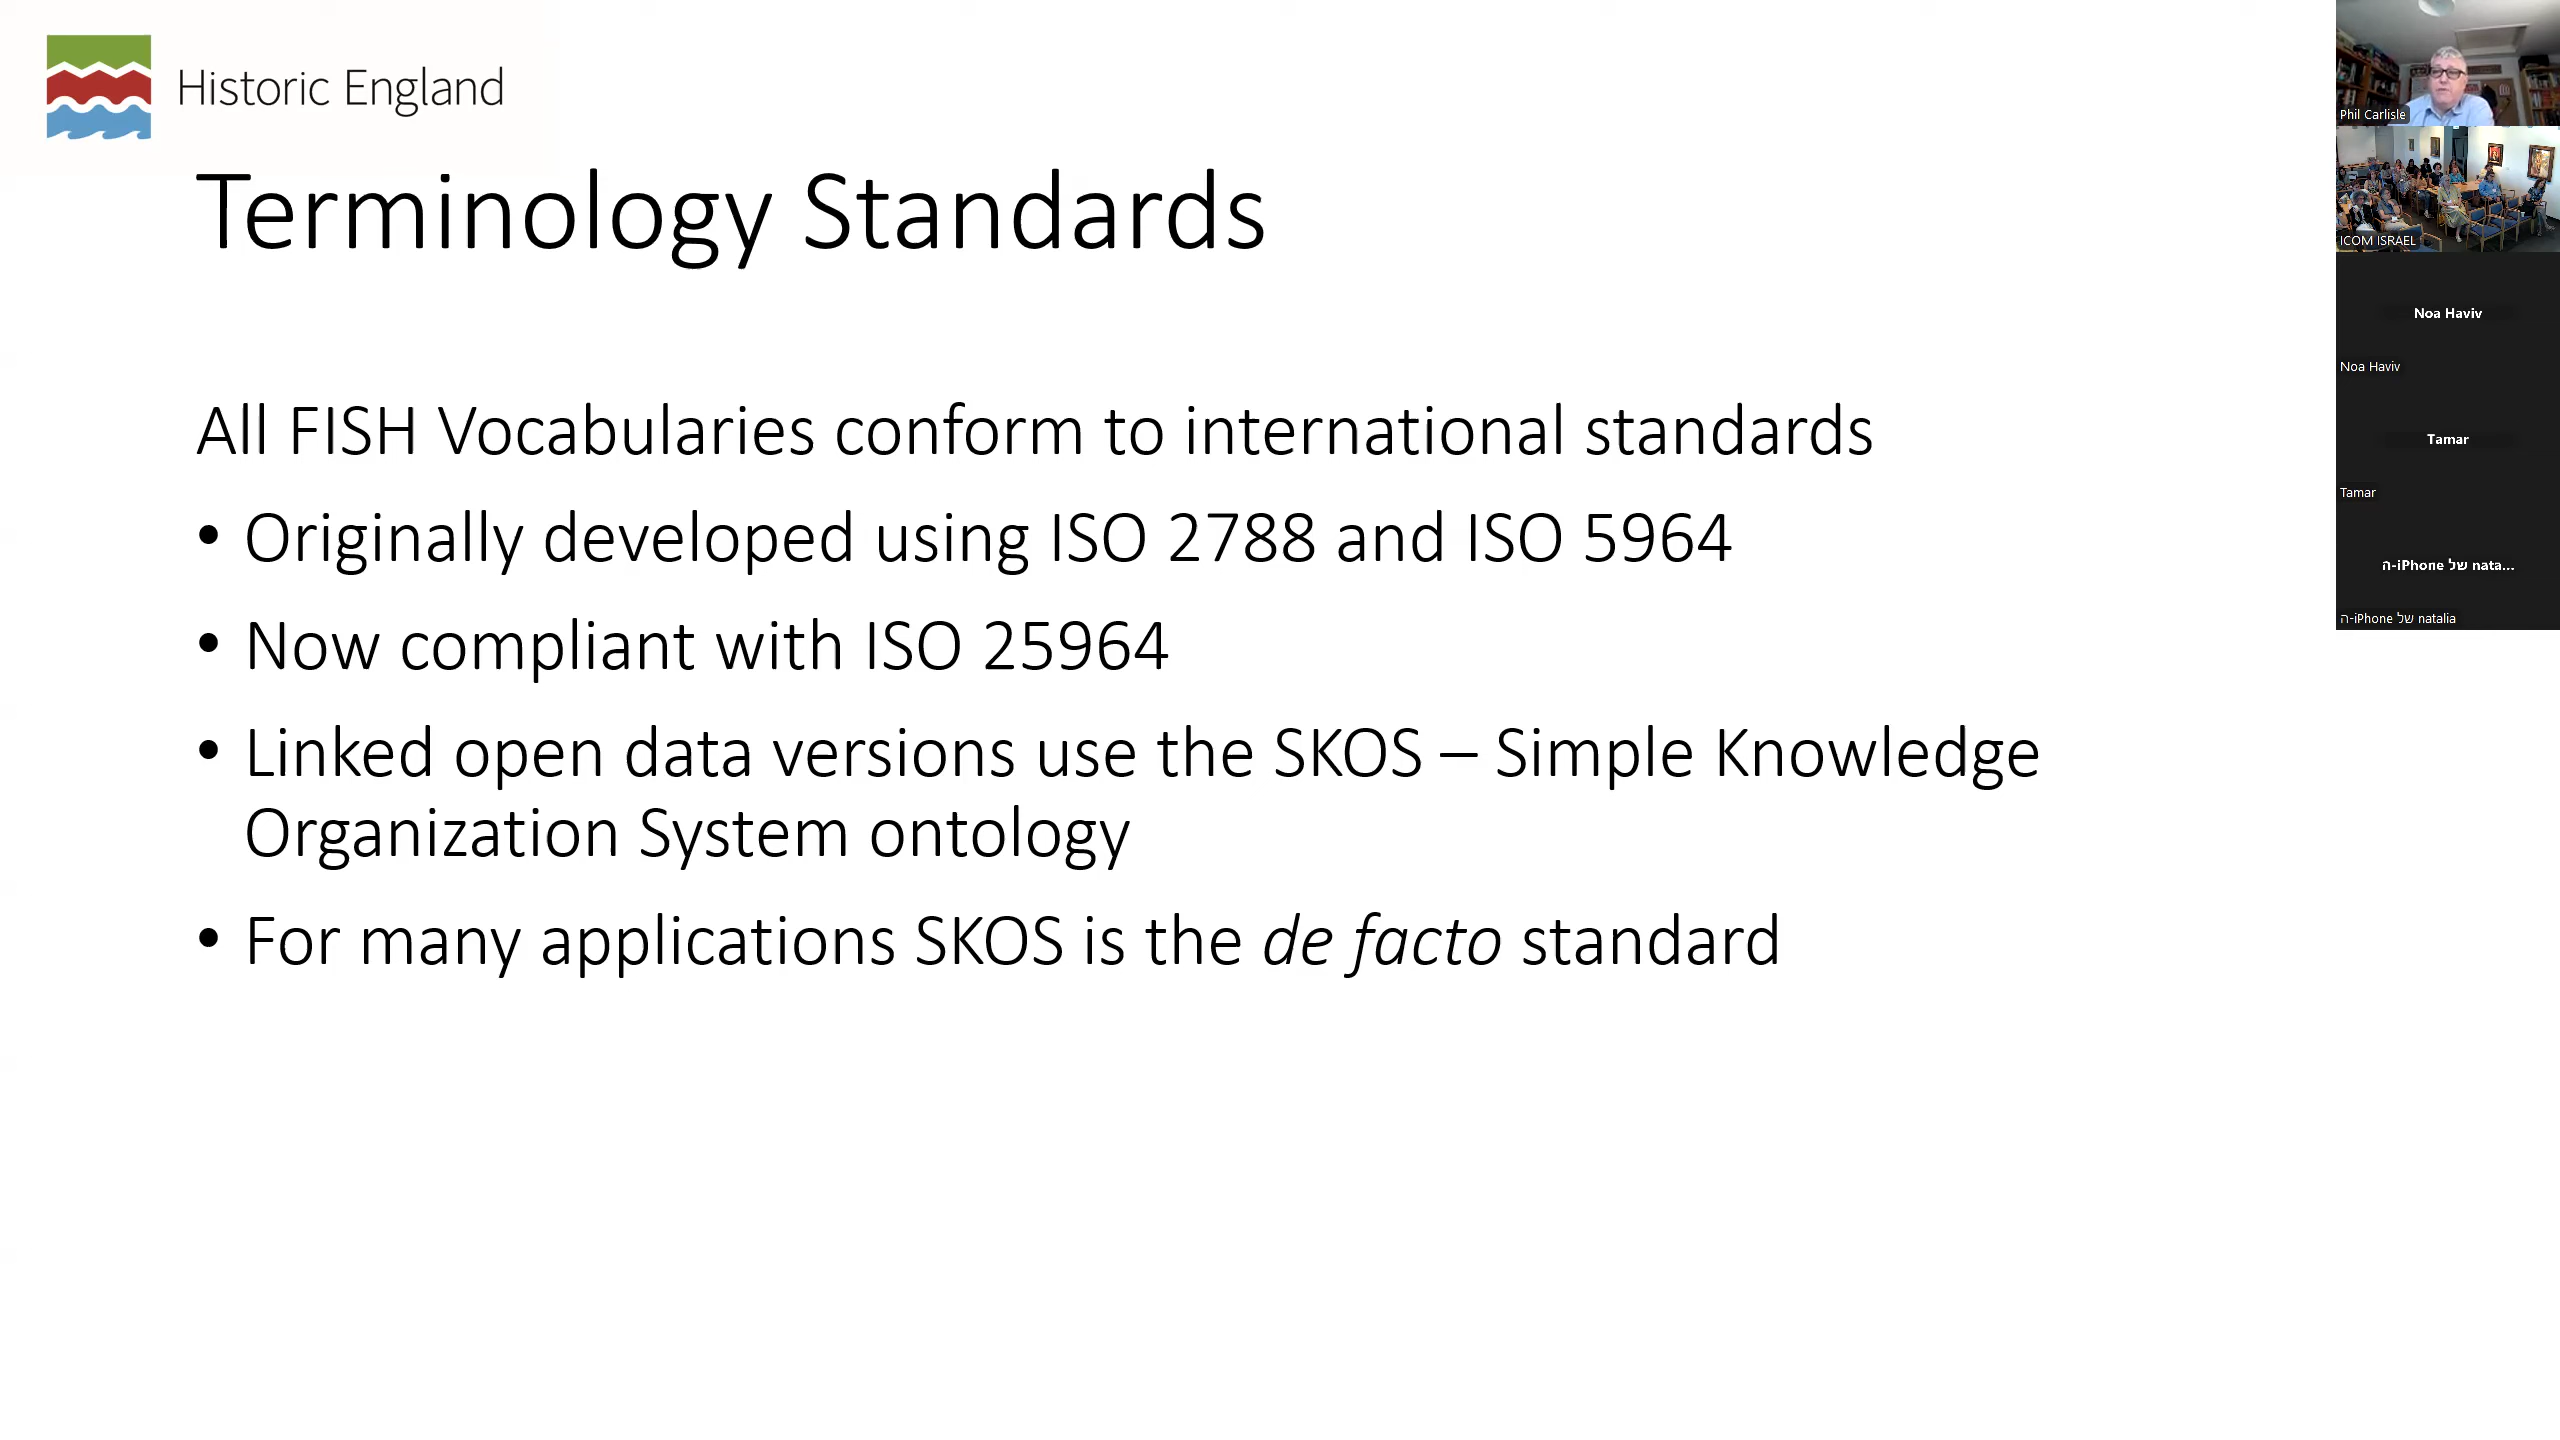 Historic England
Terminology Standards
All FISH Vocabularies conform to international standards
• Originally developed using ISO 2788 and ISO 5964
• Now compliant with ISO 25964
• Linked open data versions use the SKOS – Simple Knowledge
Organization System ontology
• For many applications SKOS is the de facto standard
Phil Carlisle
ICOM ISRAEL
Noa Haviv
Noa Haviv
Tamar
Tamar
ה-iPhone של nata...
ה-iPhone של natalia